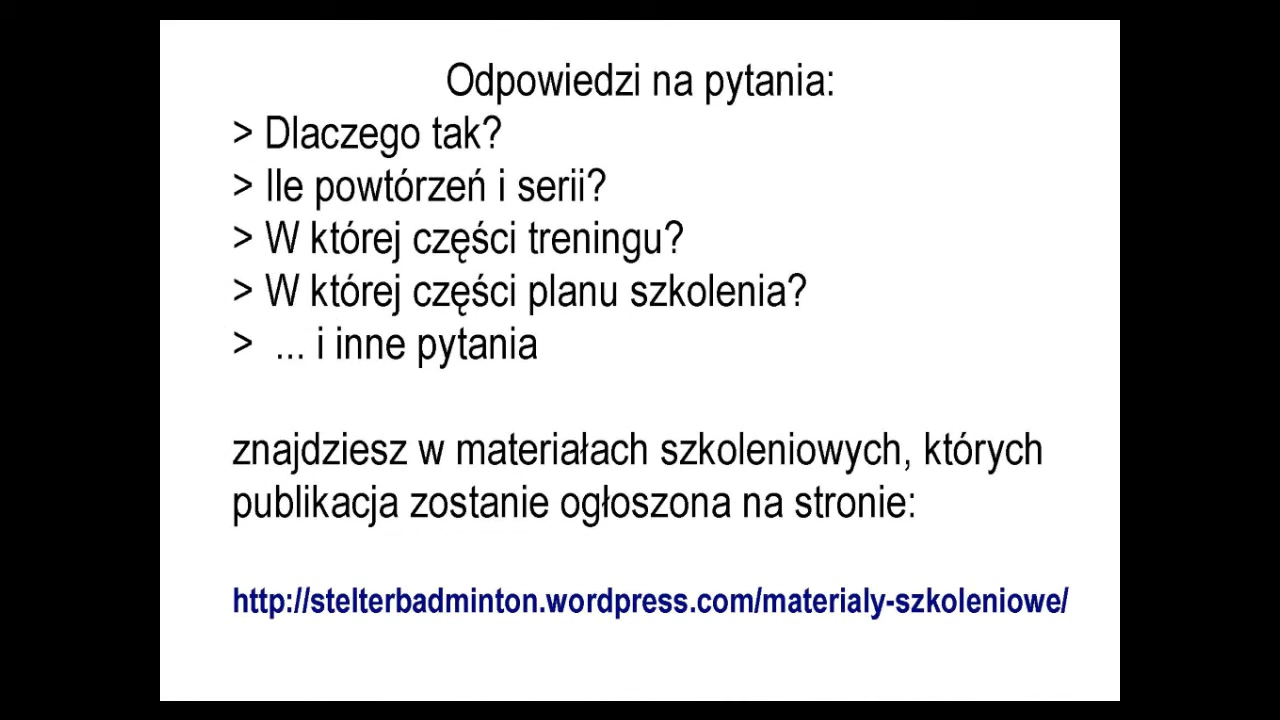 Odpowiedzi na pytania:
> Dlaczego tak?
> Ile powtórzeń i serii?
> W której części treningu?
> W której części planu szkolenia?
> ... i inne pytania
znajdziesz w materiałach szkoleniowych, których
publikacja zostanie ogłoszona na stronie:
http://stelterbadminton.wordpress.com/materialy-szkoleniowe/